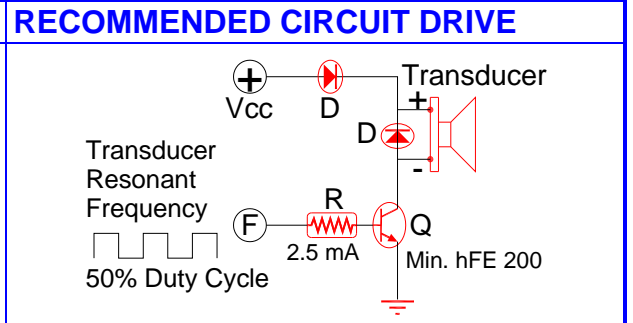 RECOMMENDED CIRCUIT DRIVE
+
Vcc
D
Transducer
+
D
-
Transducer
Resonant
Frequency
F
R
2.5 mA
Q
Min. hFE 200
50% Duty Cycle